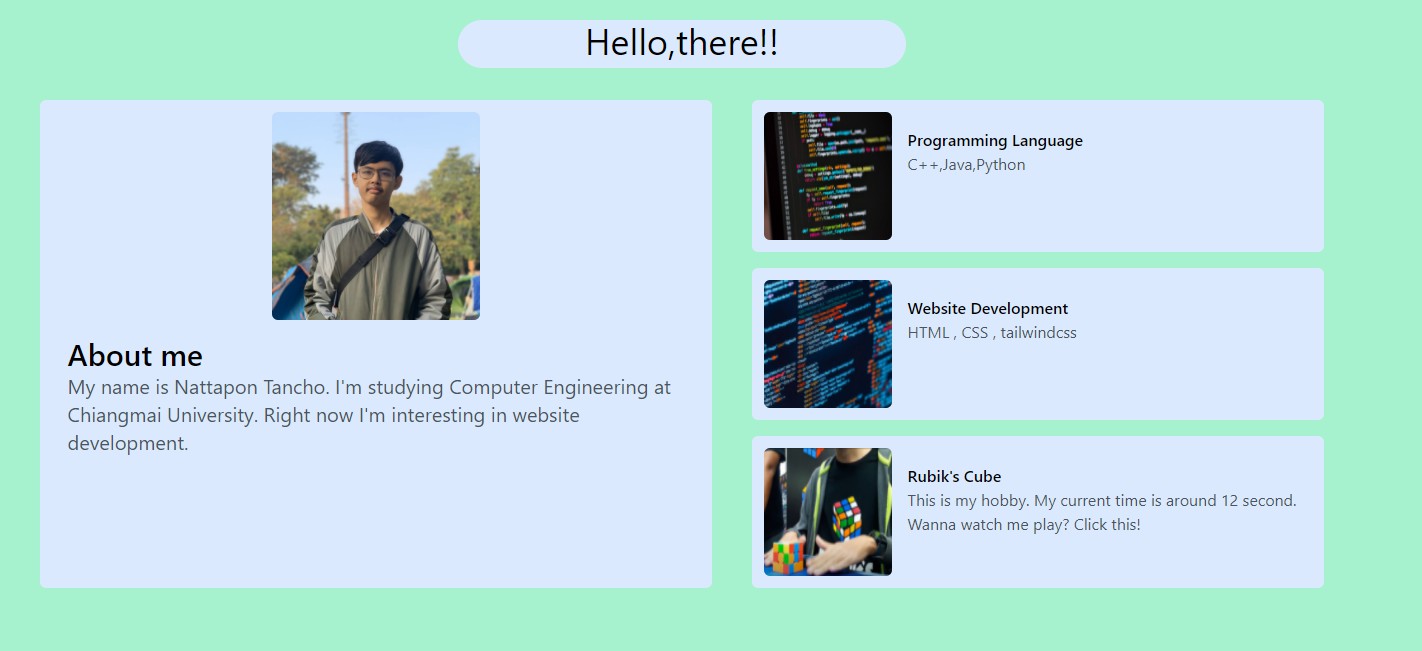 Hello,there!!
About me
My name is Nattapon Tancho. I'm studying Computer Engineering at
Chiangmai University. Right now I'm interesting in website
development.
Programming Language
C++,Java,Python
Website Development
HTML , CSS , tailwindcss
Rubik's Cube
This is my hobby. My current time is around 12 second.
Wanna watch me play? Click this!